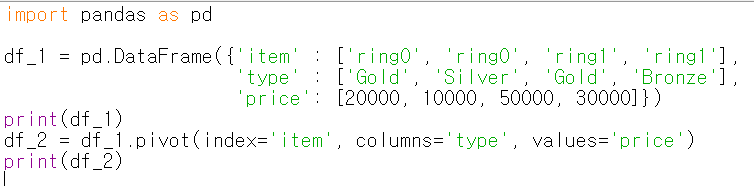 import pandas as pd
df_1 = pd.DataFrame({'item' : ['ring0', 'ring0', 'ring1', 'ring1'],
'type' : ['Gold', 'Silver', 'Gold', 'Bronze'],
'price': [20000, 10000, 50000, 30000]})
print(df_1)
df_2 = df_1.pivot(index='item', columns='type', values='price')
print(df_2)